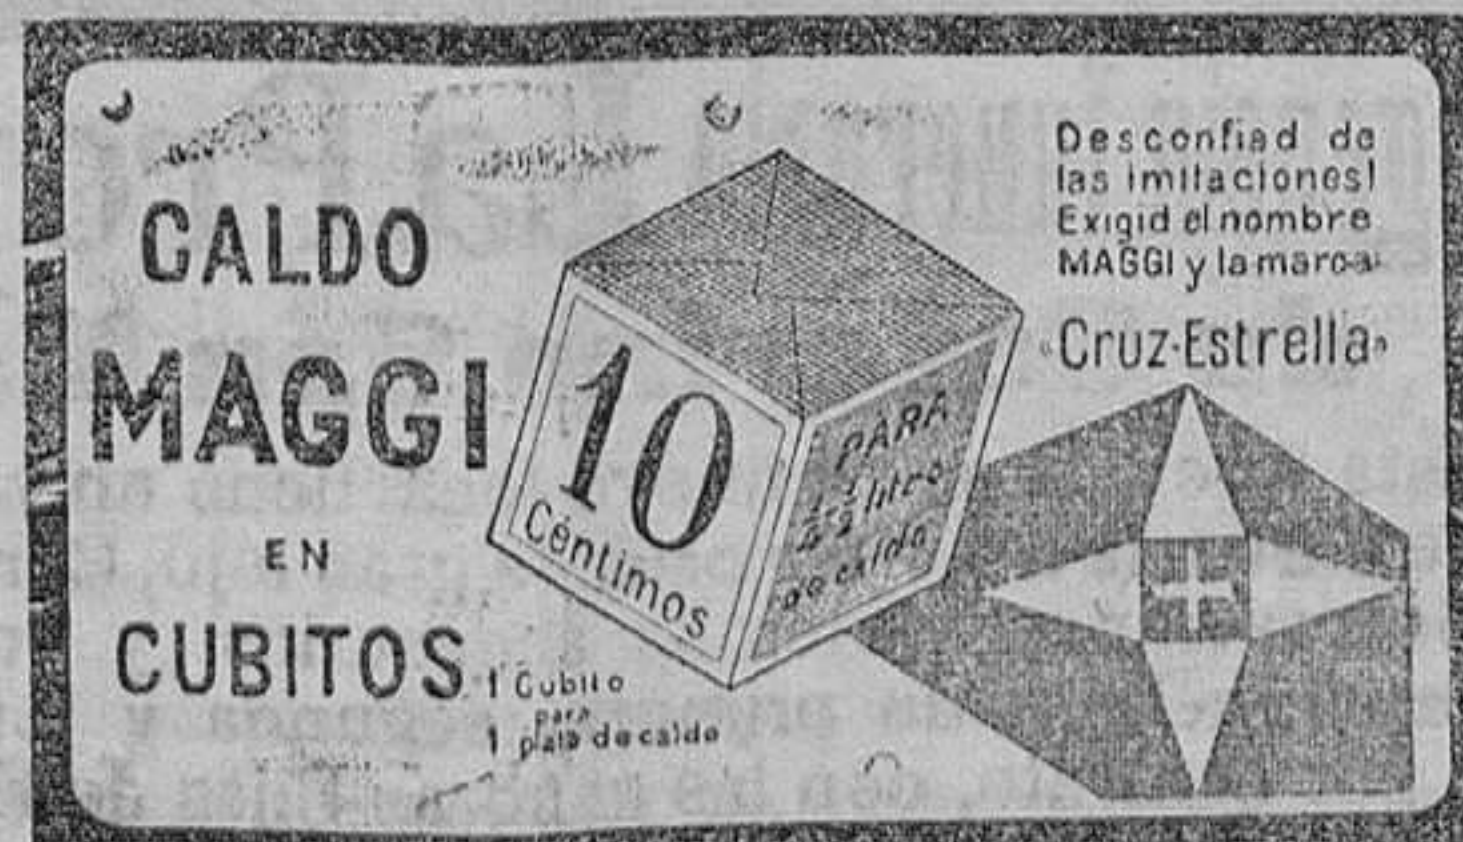 CALDO
MAGGI
EN
CUBITOS
1 Cubito
para
1 plato de caldo
10
Céntimos
PARA
litro
de caldo
Desconfiad de
las imitaciones!
Exigid el nombre
MAGGI y la marca
«Cruz-Estrella»